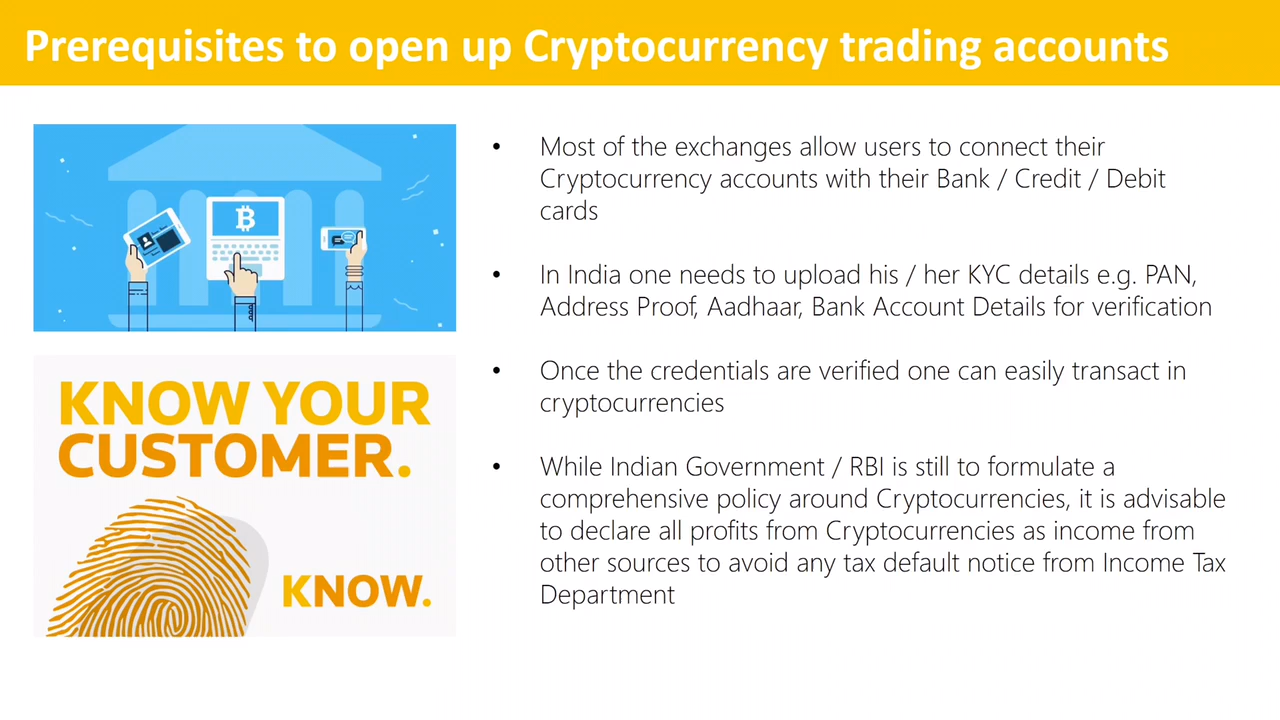 Prerequisites to open up Cryptocurrency trading accounts
• Most of the exchanges allow users to connect their
Cryptocurrency accounts with their Bank / Credit / Debit
cards
• In India one needs to upload his / her KYC details e.g. PAN,
Address Proof, Aadhaar, Bank Account Details for verification
• Once the credentials are verified one can easily transact in
cryptocurrencies
• While Indian Government / RBI is still to formulate a
comprehensive policy around Cryptocurrencies, it is advisable
to declare all profits from Cryptocurrencies as income from
other sources to avoid any tax default notice from Income Tax
Department
KNOW YOUR
CUSTOMER.
KNOW.